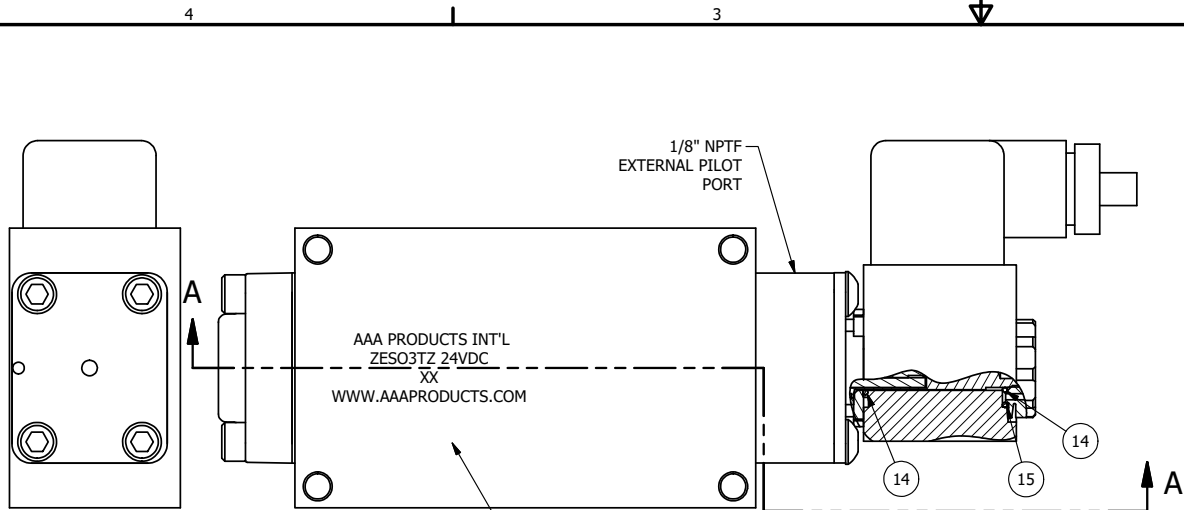 4
3
1/8" NPTF
EXTERNAL PILOT
PORT
A
AAA PRODUCTS INT'L
ZESO3TZ 24VDC
XX
WWW.AAAPRODUCTS.COM
14
14
15
A